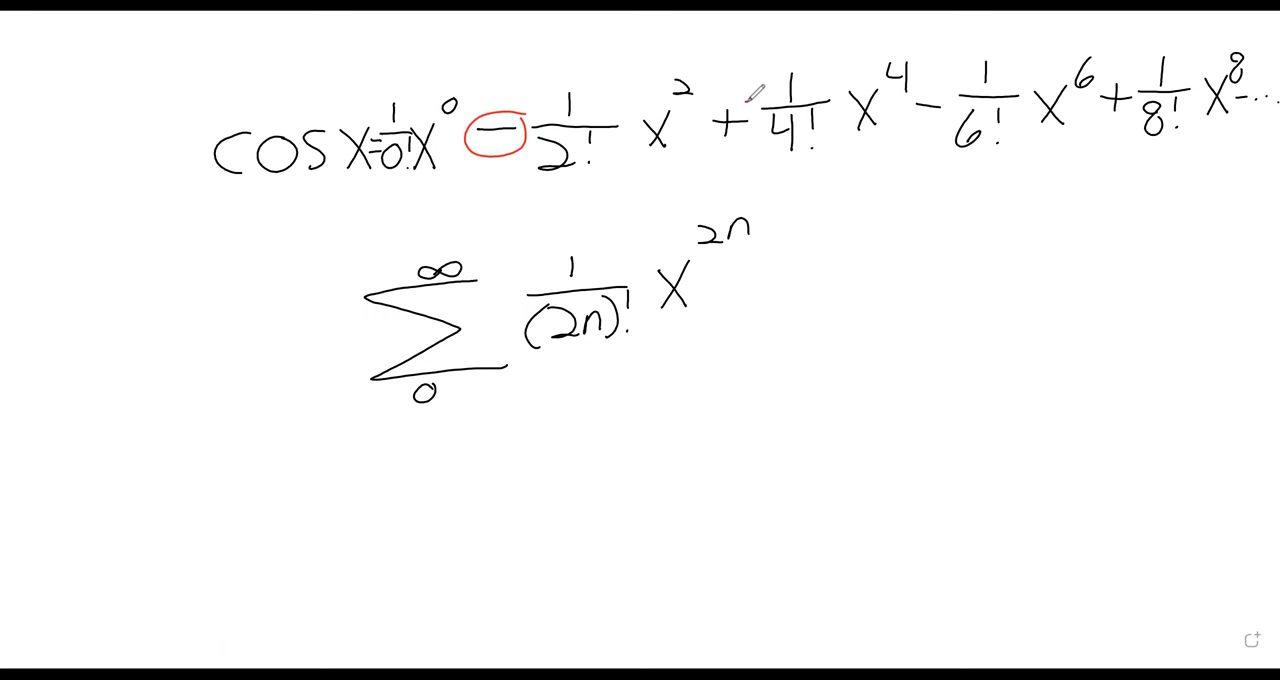 cos x = 1/0! x^0 − 1/2! x^2 + 1/4! x^4 − 1/6! x^6 + 1/8! x^8 - ...
∑_0^∞ 1/(2n)! x^2n